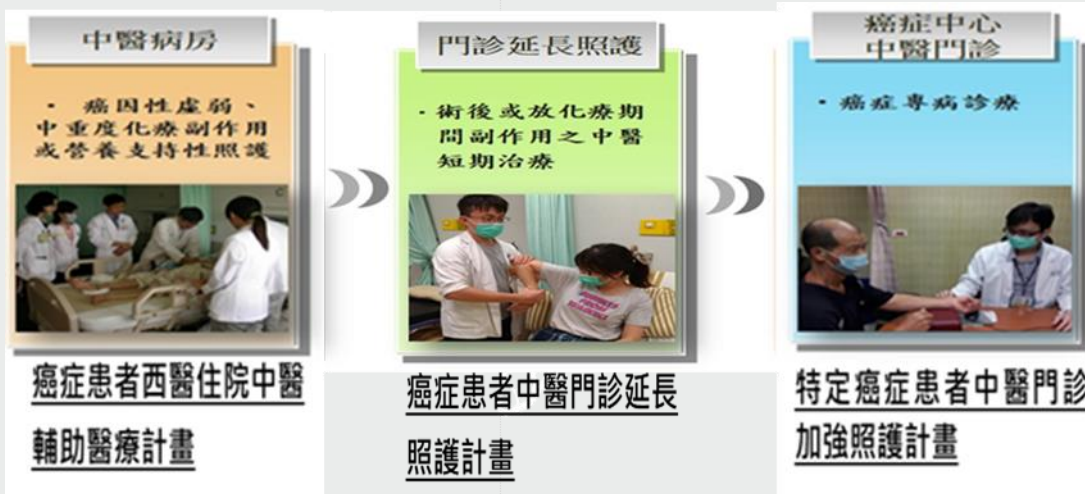 中醫病房
• 癌因性虛弱、
中重度化療副作用
或營養支持性照護
癌症患者西醫住院中醫
輔助醫療計畫
門診延長照護
• 術後或放化療期
間副作用之中醫
短期治療
癌症患者中醫門診延長
照護計畫
癌症中心
中醫門診
• 癌症專病診療
特定癌症患者中醫門診
加強照護計畫